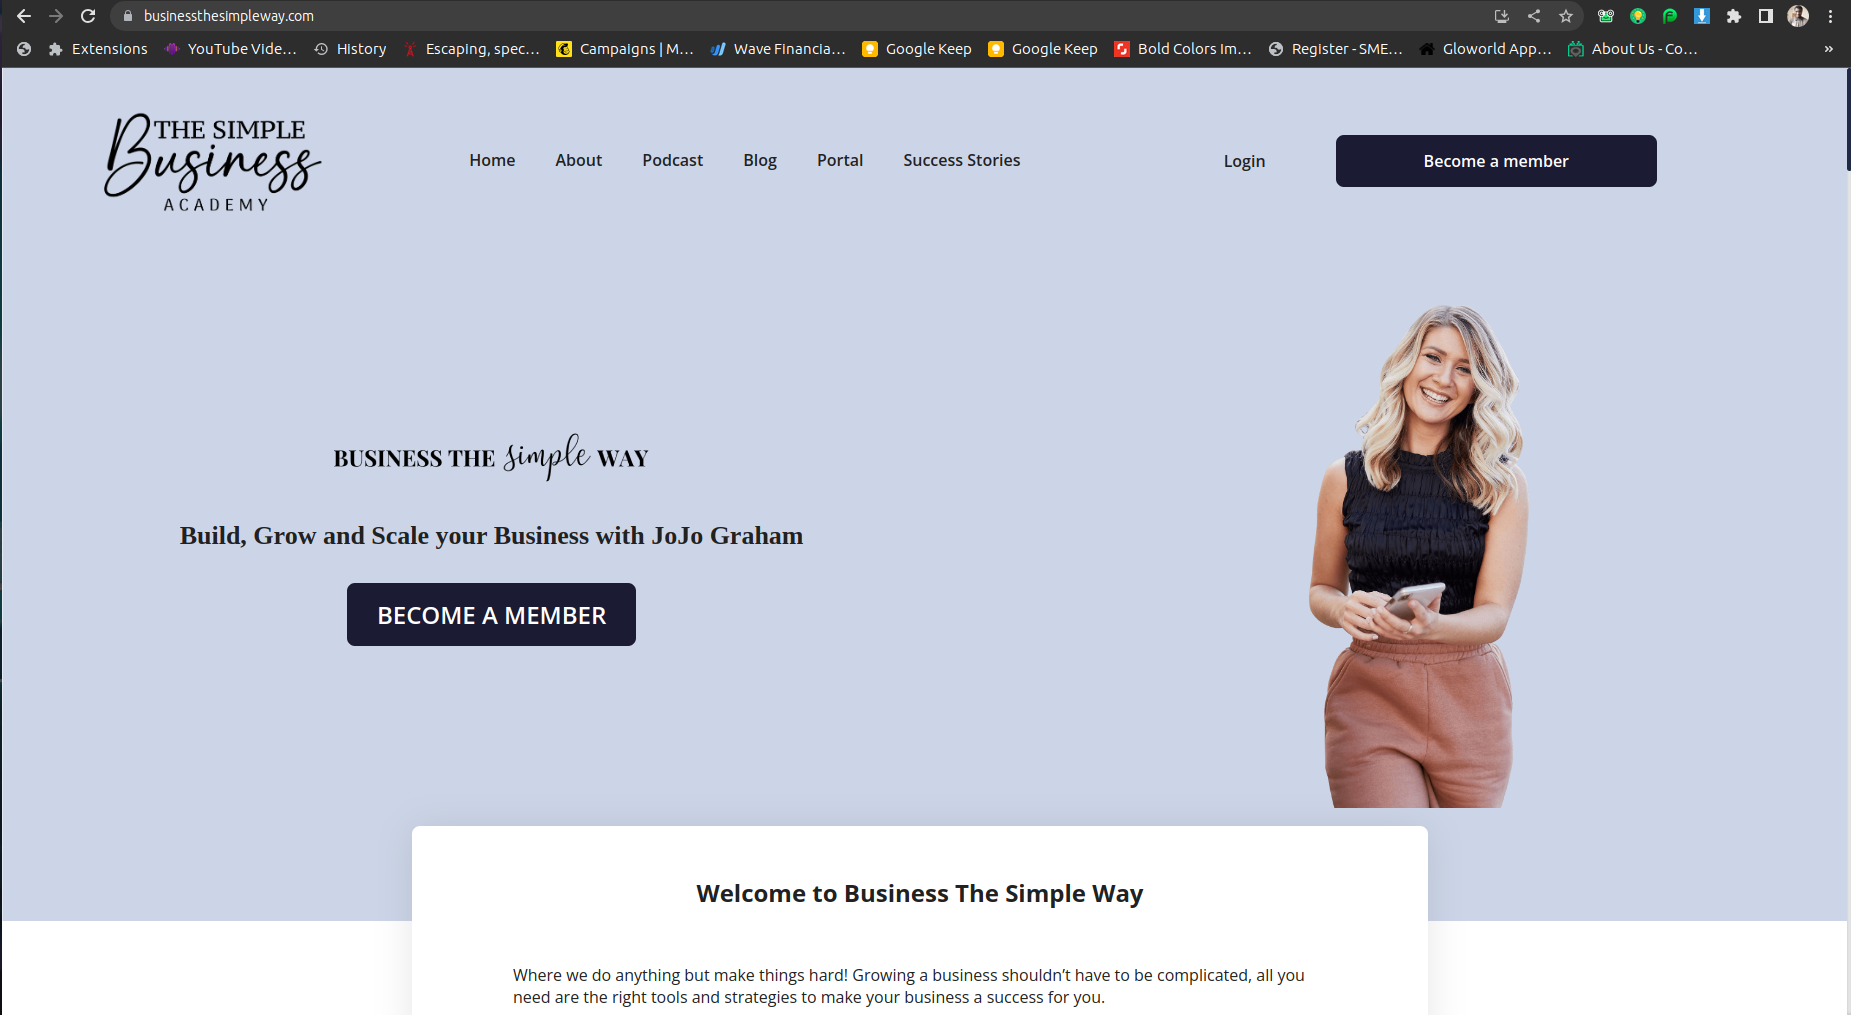 businessthesimpleway.com
Extensions
YouTube Vide...
History
Escaping, spec...
Campaigns | M...
Wave Financia...
Google Keep
Google Keep
Bold Colors Im...
Register - SME...
Gloworld App...
About Us - Co...
»
THE SIMPLE
Business
ACADEMY
Home
About
Podcast
Blog
Portal
Success Stories
Login
Become a member
BUSINESS THE simple WAY
Build, Grow and Scale your Business with JoJo Graham
BECOME A MEMBER
Welcome to Business The Simple Way
Where we do anything but make things hard! Growing a business shouldn’t have to be complicated, all you
need are the right tools and strategies to make your business a success for you.